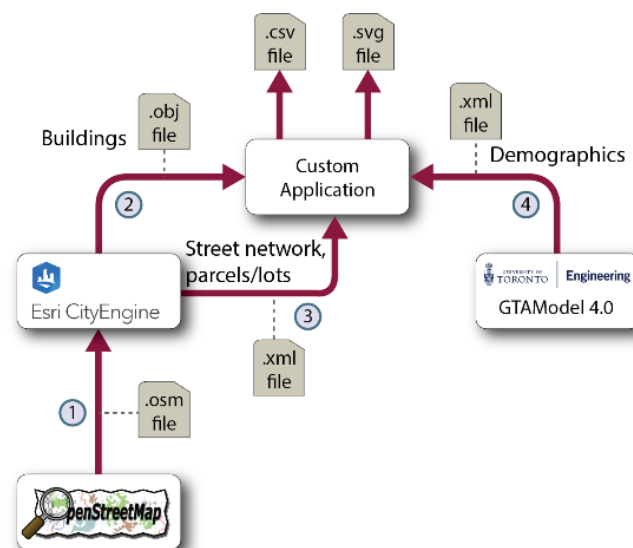 .csv
file
.svg
file
.obj
file
Buildings
.xml
file
Demographics
Custom
Application
2
4
Street network,
parcels/lots
Esri CityEngine
3
UNIVERSITY OF
TORONTO
Engineering
GTAModel 4.0
.xml
file
1
.osm
file
OpenStreetMap